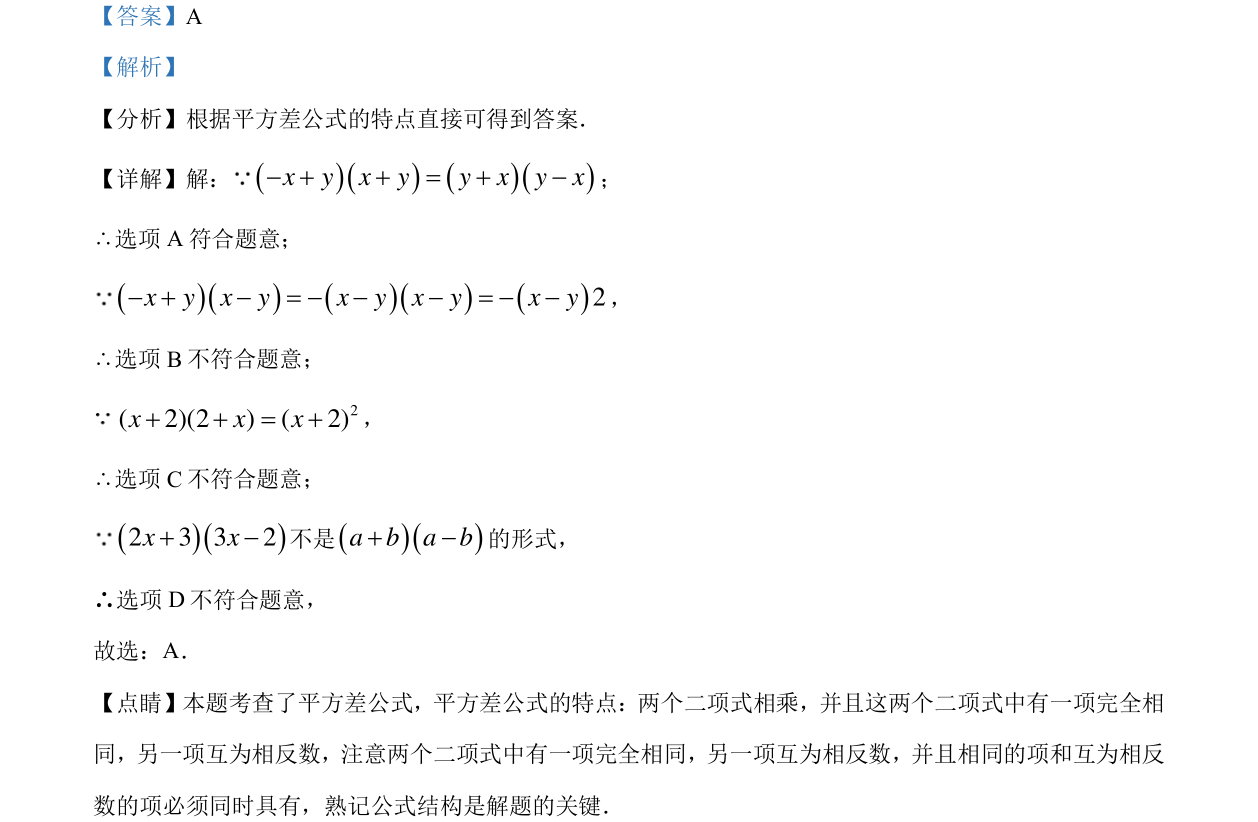 【答案】A
【解析】
【分析】根据平方差公式的特点直接可得到答案．
【详解】解：∵(−x+y)(x+y)=(y+x)(y−x)；
∴选项 A 符合题意；
∵(−x+y)(x−y)=−(x−y)(x−y)=−(x−y)2，
∴选项 B 不符合题意；
∵(x+2)(2+x)=(x+2)²，
∴选项 C 不符合题意；
∵(2x+3)(3x−2)不是(a+b)(a−b)的形式，
∴选项 D 不符合题意，
故选：A．
【点睛】本题考查了平方差公式，平方差公式的特点：两个二项式相乘，并且这两个二项式中有一项完全相
同，另一项互为相反数，注意两个二项式中有一项完全相同，另一项互为相反数，并且相同的项和互为相反
数的项必须同时具有，熟记公式结构是解题的关键．